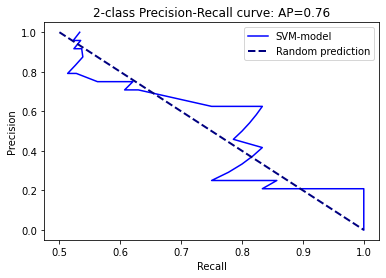 2-class Precision-Recall curve: AP=0.76
SVM-model
Random prediction
Precision
1.0
0.8
0.6
0.4
0.2
0.0
0.5 0.6 0.7 0.8 0.9 1.0
Recall